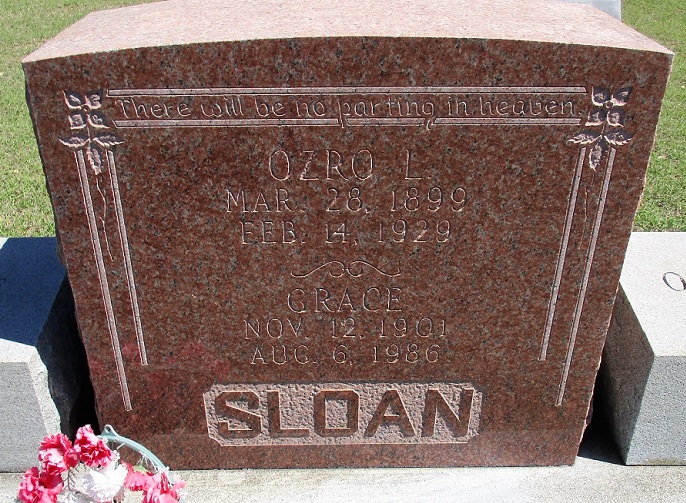 There will be no parting in heaven.
OZRO L.
MAR. 28, 1899
FEB. 14, 1929
GRACE
NOV. 12, 1901
AUG. 6, 1986
SLOAN